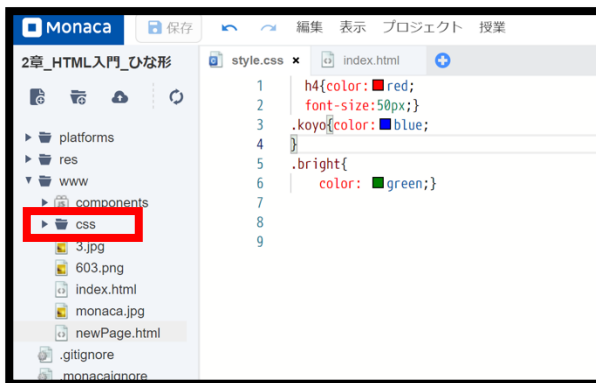 Monaca 保存 編集 表示 プロジェクト 授業
2章_HTML入門_ひな形
style.css × index.html
1 h4{color: red;
2 font-size:50px;}
3 .koyo{color: blue;
4 }
5 .bright{
6 color: green;}
7
8
9
platforms
res
www
components
css
3.jpg
603.png
index.html
monaca.jpg
newPage.html
.gitignore
.monacaignore